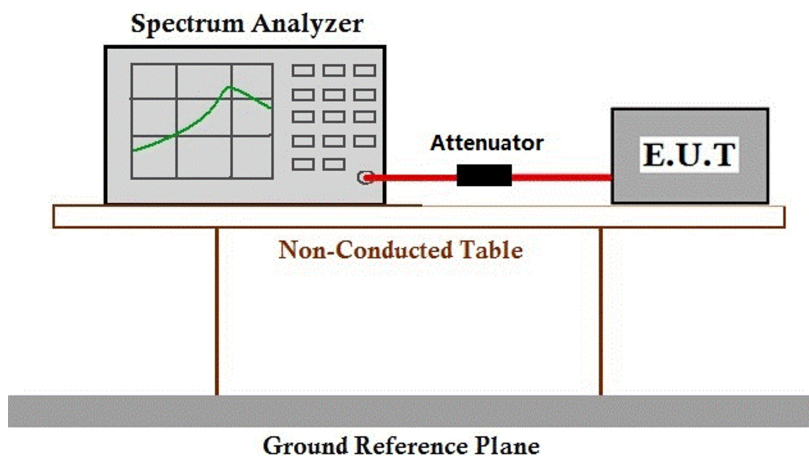 Spectrum Analyzer
Attenuator
E.U.T
Non-Conducted Table
Ground Reference Plane